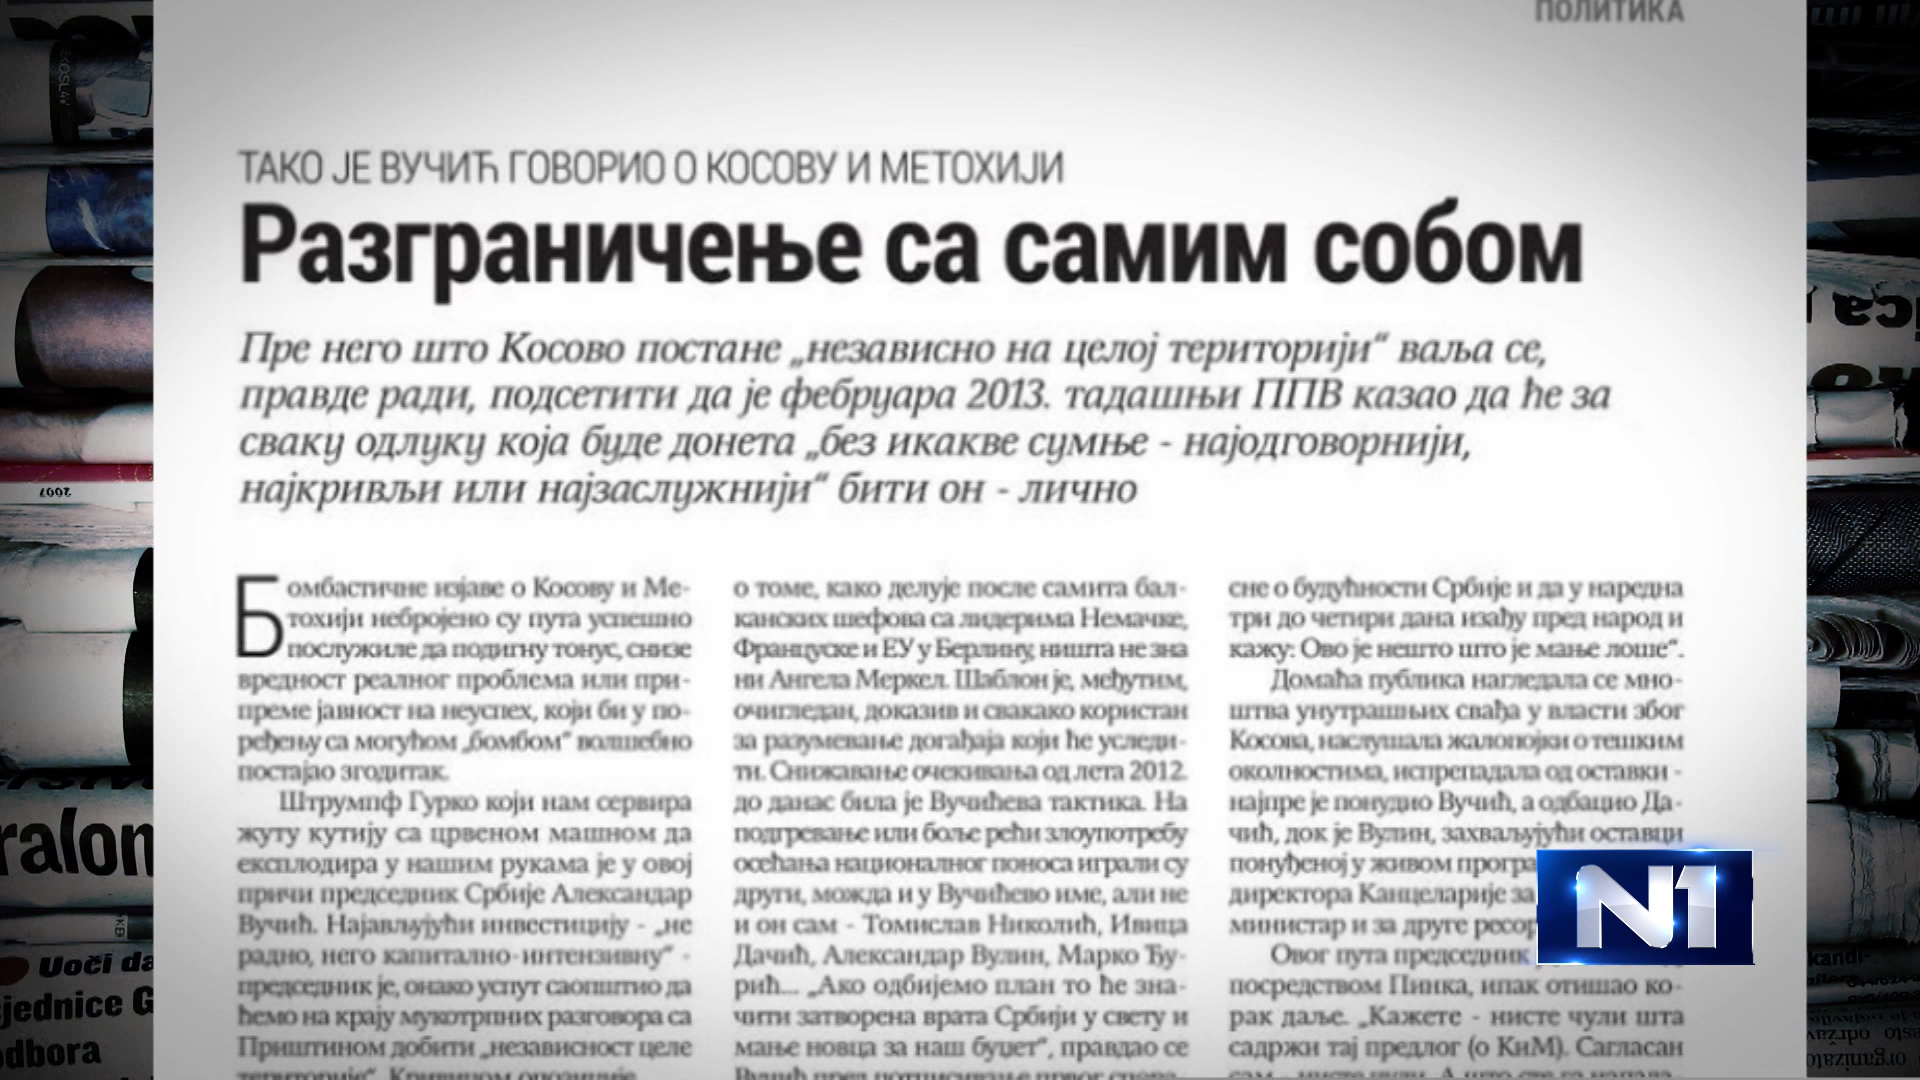 ПОЛИТИКА
ТАКО ЈЕ ВУЧИЋ ГОВОРИО О КОСОВУ И МЕТОХИЈИ
Разграничење са самим собом
Пре него што Косово постане „независно на целој територији“ ваља се,
правде ради, подсетити да је фебруара 2013. тадашњи ППВ казао да ће за
сваку одлуку која буде донета „без икакве сумње - најодговорнији,
најкривљи или најзаслужнији“ бити он - лично
Бомбастичне изјаве о Косову и Ме-
тохији небројено су пута успешно
послужиле да подигну тонус, снизе
вредност реалног проблема или при-
преме јавност на неуспех, који би у по-
ређењу са могућом „бомбом“ волшебно
постајао згодитак.
Штрумпф Гурко који нам сервира
жуту кутију са црвеном машном да
експлодира у нашим рукама је у овој
причи председник Србије Александар
Вучић. Најављујући инвестицију - „не
радно, него капитално-интензивну“ -
председник је, онако успут саопштио да
ћемо на крају мукотрпних разговора са
Приштином добити „независност целе
територије“. Кривицом опозиције
о томе, како делује после самита бал-
канских шефова са лидерима Немачке,
Француске и ЕУ у Берлину, ништа не зна
ни Ангела Меркел. Шаблон је, међутим,
очигледан, доказив и свакако користан
за разумевање догађаја који ће уследи-
ти. Снижавање очекивања од лета 2012.
до данас била је Вучићева тактика. На
подгревање или боље рећи злоупотребу
осећања националног поноса играли су
други, можда и у Вучићево име, али не
и он сам - Томислав Николић, Ивица
Дачић, Александар Вулин, Марко Ђу-
рић... „Ако одбијемо план то ће зна-
чити затворена врата Србији у свету и
мање новца за наш буџет“, правдао се
Вучић пред потписивање првог
сне о будућности Србије и да у наредна
три до четири дана изађу пред народ и
кажу: Ово је нешто што је мање лоше“.
Домаћа публика нагледала се мно-
штва унутрашњих свађа у власти због
Косова, наслушала жалопојки о тешким
околностима, испрепадала од оставки -
најпре је понудио Вучић, а одбацио Да-
чић, док је Вулин, захваљујући оставци
понуђеној у живом
директора Канцеларије за
министар и за друге
Овог пута председник
посредством Пинка, ипак отишао ко-
рак даље. „Кажете - нисте чули шта
садржи тај предлог (о КиМ). Сагласан
сам - нисте чули. А што сте га
N1
2007
ralon
Uoči da
jednice G
odbora